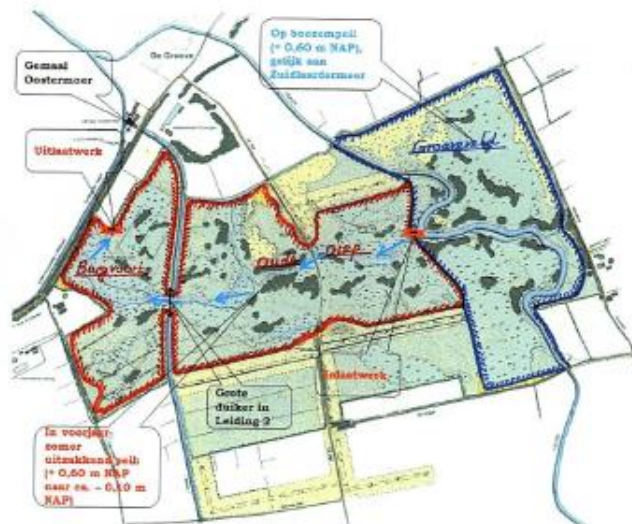 De Groeve
Op boezempeil
(+ 0,60 m NAP),
gelijk aan
Zuidlaardermeer
Gemaal
Oostermoer
Uitlaatwerk
Oude Diep
Inlaatwerk
Grote
duiker in
Leiding-2
In voorjaar-
zomer
uitzakkend peil:
(+ 0,60 m NAP
naar ca. - 0,10 m
NAP)